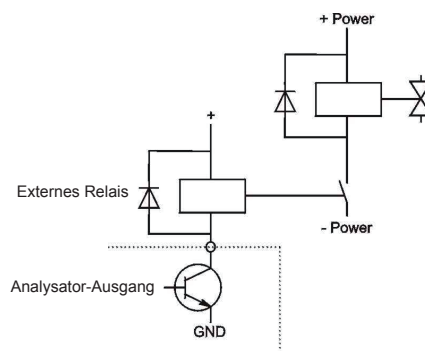 + Power
+
Externes Relais
- Power
Analysator-Ausgang
GND